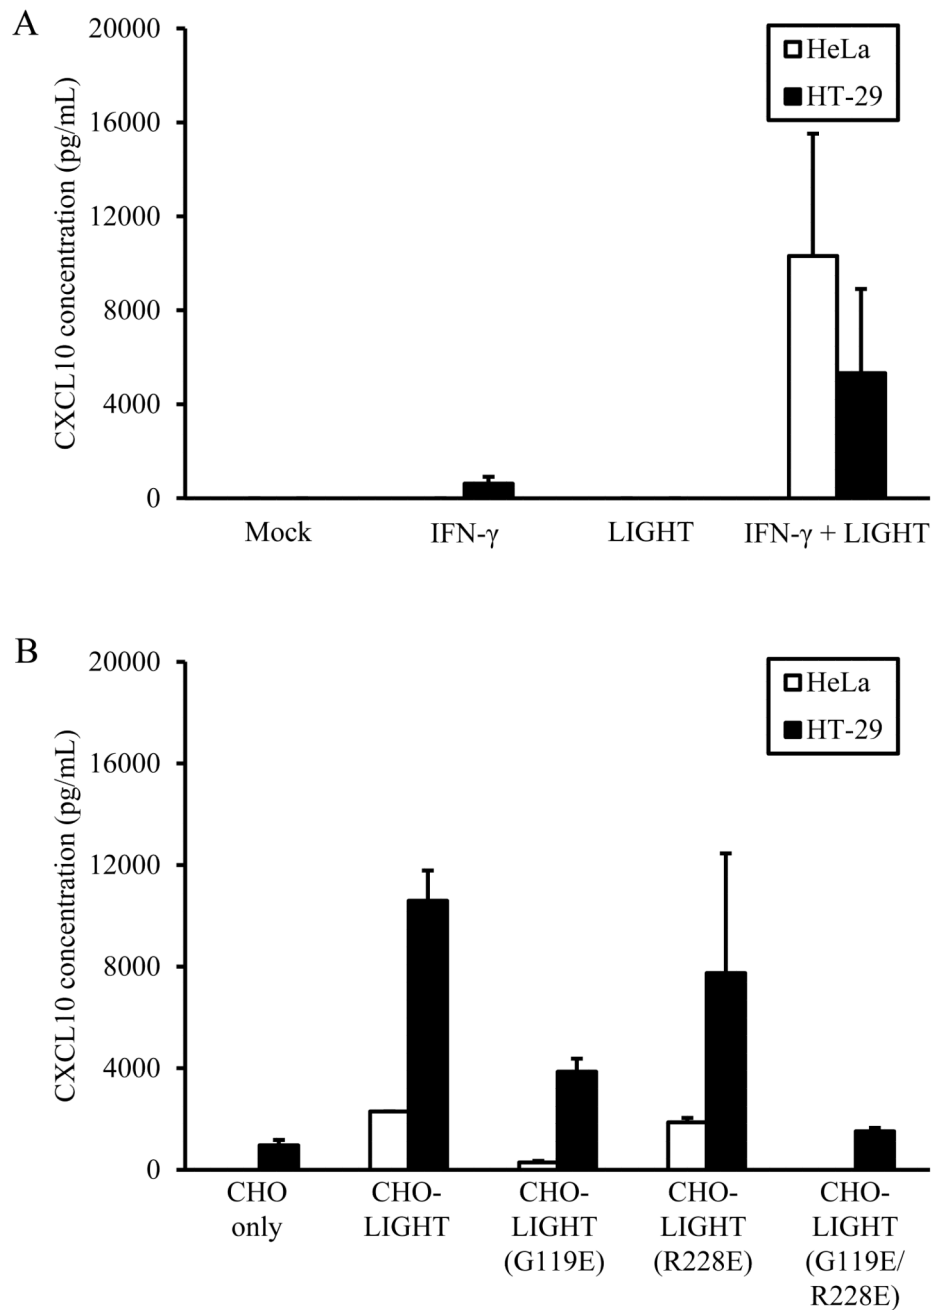 A
CXCL10 concentration (pg/mL)
20000
16000
12000
8000
4000
0
HeLa
HT-29
Mock
IFN-γ
LIGHT
IFN-γ + LIGHT
B
CXCL10 concentration (pg/mL)
20000
16000
12000
8000
4000
0
HeLa
HT-29
CHO
only
CHO-
LIGHT
CHO-
LIGHT
(G119E)
CHO-
LIGHT
(R228E)
CHO-
LIGHT
(G119E/
R228E)